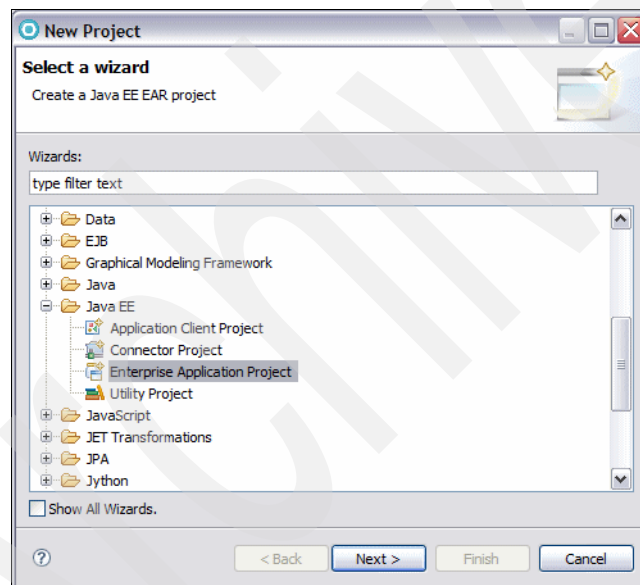 New Project
Select a wizard
Create a Java EE EAR project
Wizards:
type filter text
Data
EJB
Graphical Modeling Framework
Java
Java EE
Application Client Project
Connector Project
Enterprise Application Project
Utility Project
JavaScript
JET Transformations
JPA
Jython
Show All Wizards.
? < Back Next > Finish Cancel